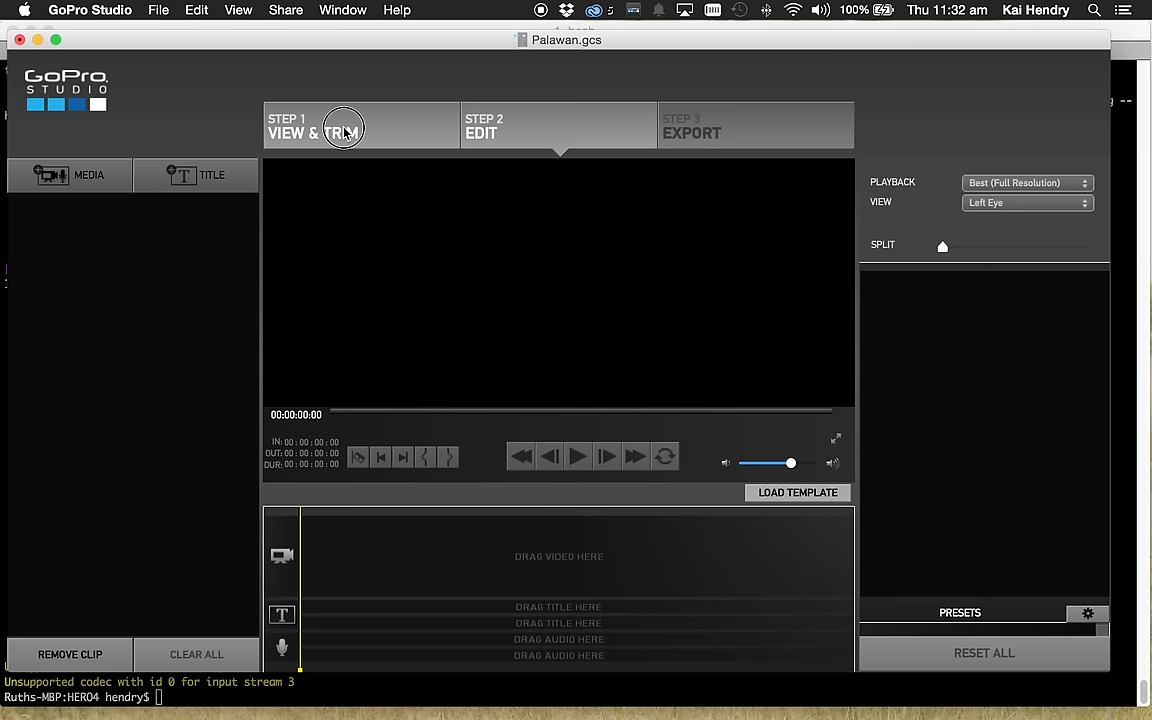 GoPro Studio File Edit View Share Window Help 100% Thu 11:32 am Kai Hendry
Palawan.gcs
GoPro.
STUDIO
STEP 1
VIEW & TRIM
STEP 2
EDIT
STEP 3
EXPORT
MEDIA
T TITLE
PLAYBACK Best (Full Resolution)
VIEW Left Eye
SPLIT
00:00:00:00
IN: 00 : 00 : 00 : 00
OUT: 00 : 00 : 00 : 00
DUR: 00 : 00 : 00 : 00
LOAD TEMPLATE
DRAG VIDEO HERE
T
DRAG TITLE HERE
DRAG TITLE HERE
DRAG AUDIO HERE
DRAG AUDIO HERE
PRESETS
REMOVE CLIP
CLEAR ALL
RESET ALL
Unsupported codec with id 0 for input stream 3
Ruths-MBP:HERO4 hendry$